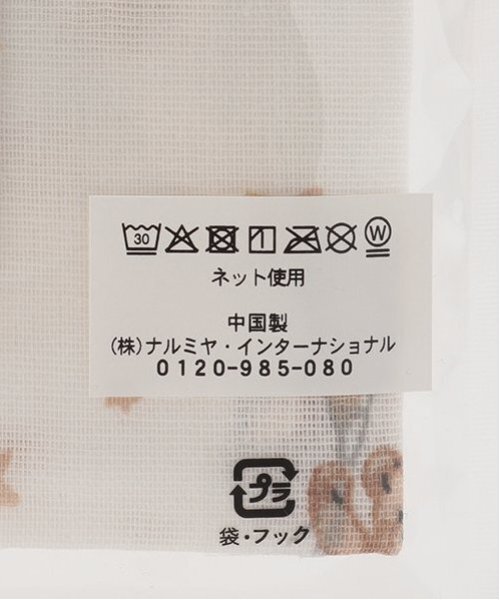 30 W
ネット使用
中国製
(株)ナルミヤ・インターナショナル
0120-985-080
プラ
袋・フック